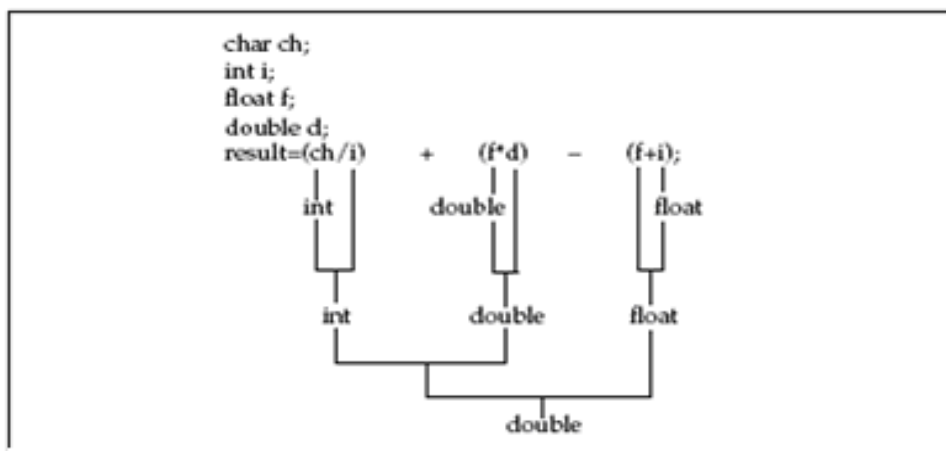 char ch;
int i;
float f;
double d;
result=(ch/i) + (f*d) – (f+i);
int double float
int double float
double